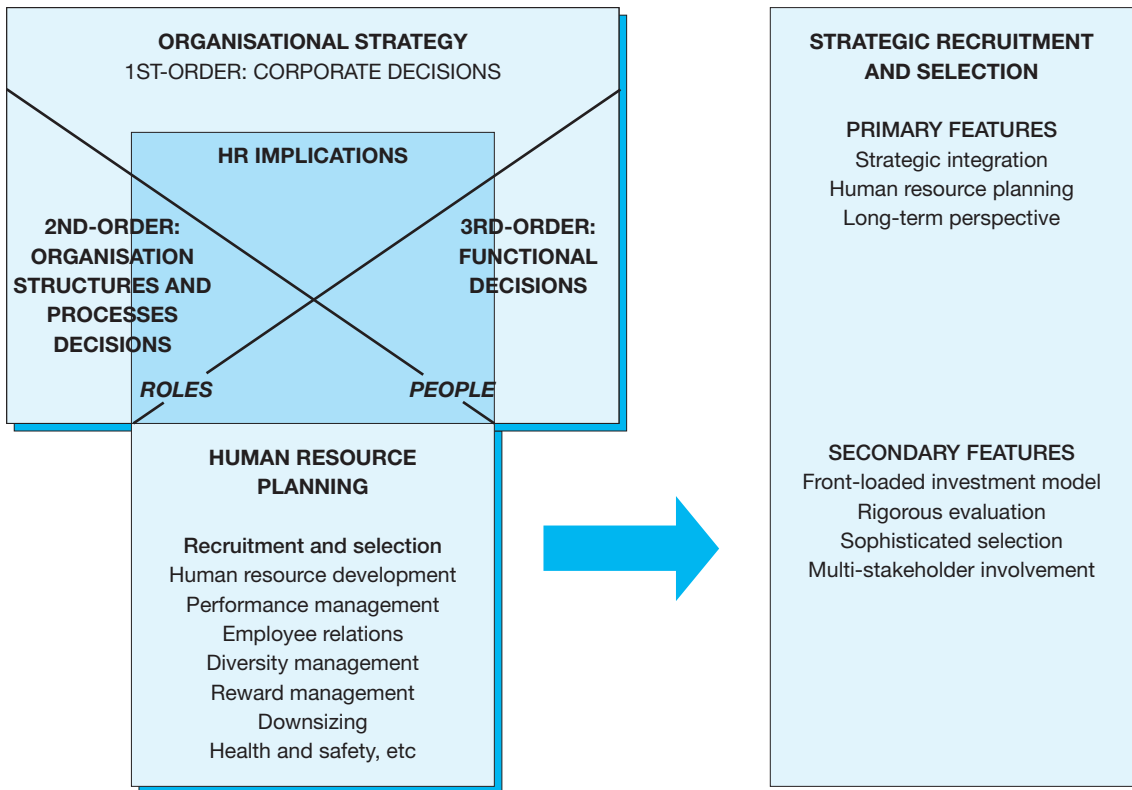 ORGANISATIONAL STRATEGY
1ST-ORDER: CORPORATE DECISIONS
HR IMPLICATIONS
2ND-ORDER:
ORGANISATION
STRUCTURES AND
PROCESSES
DECISIONS
3RD-ORDER:
FUNCTIONAL
DECISIONS
ROLES
PEOPLE
HUMAN RESOURCE
PLANNING
Recruitment and selection
Human resource development
Performance management
Employee relations
Diversity management
Reward management
Downsizing
Health and safety, etc
STRATEGIC RECRUITMENT
AND SELECTION
PRIMARY FEATURES
Strategic integration
Human resource planning
Long-term perspective
SECONDARY FEATURES
Front-loaded investment model
Rigorous evaluation
Sophisticated selection
Multi-stakeholder involvement